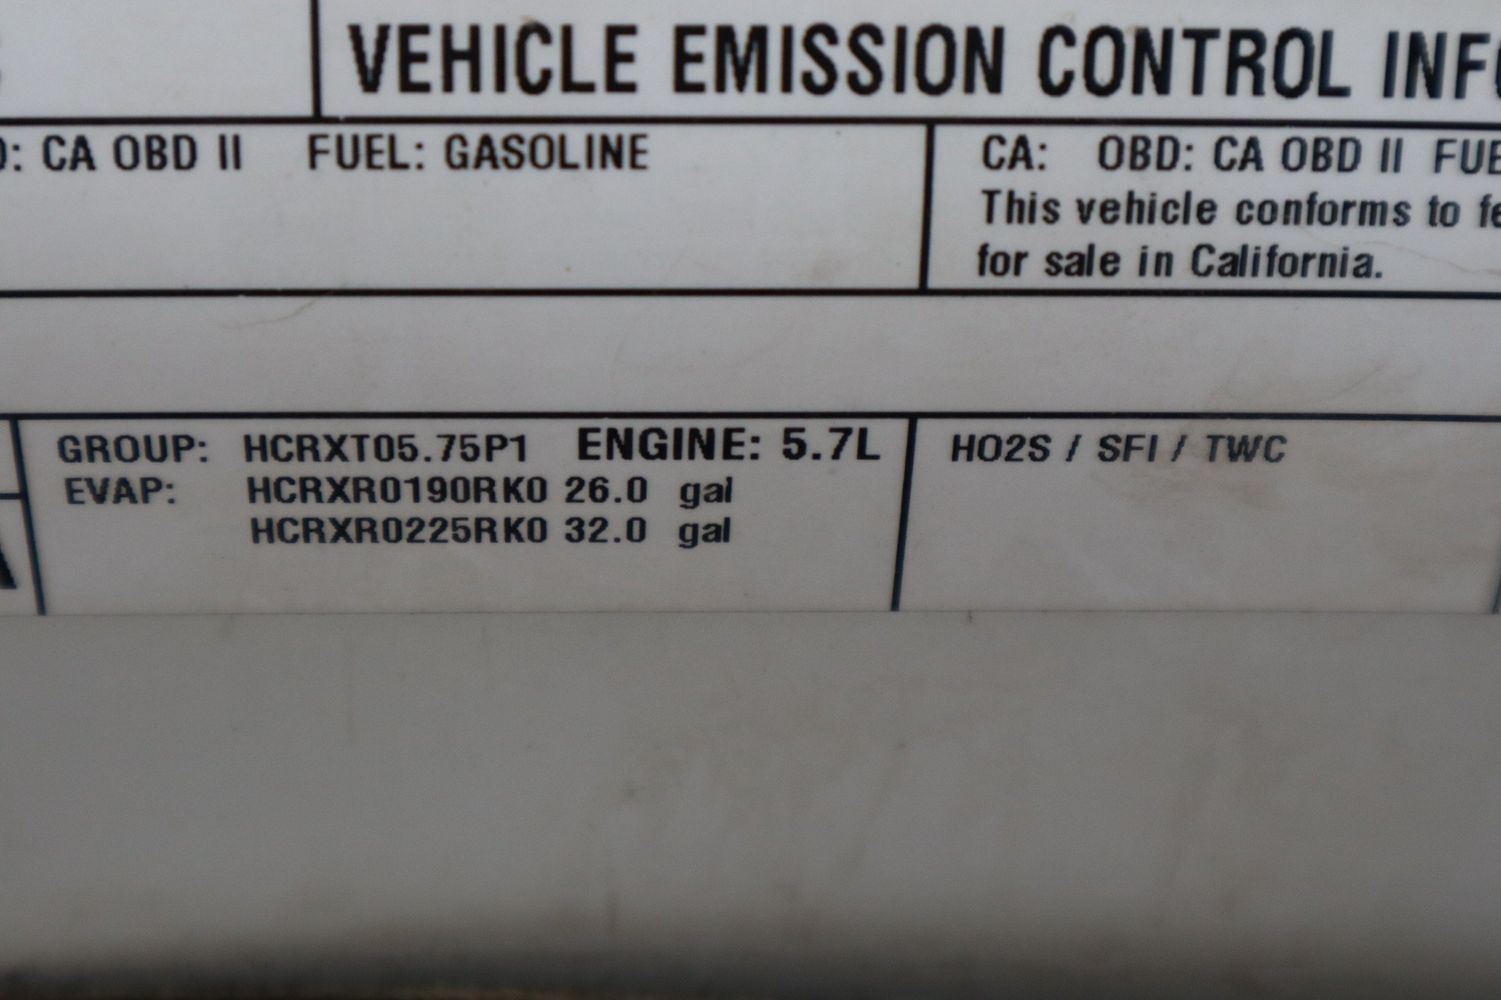 VEHICLE EMISSION CONTROL
: CA OBD II FUEL: GASOLINE
CA: OBD: CA OBD II
This vehicle conforms to
for sale in California.
GROUP: HCRXT05.75P1 ENGINE: 5.7L
EVAP: HCRXR0190RK0 26.0 gal
HCRXR0225RK0 32.0 gal
HO2S / SFI / TWC